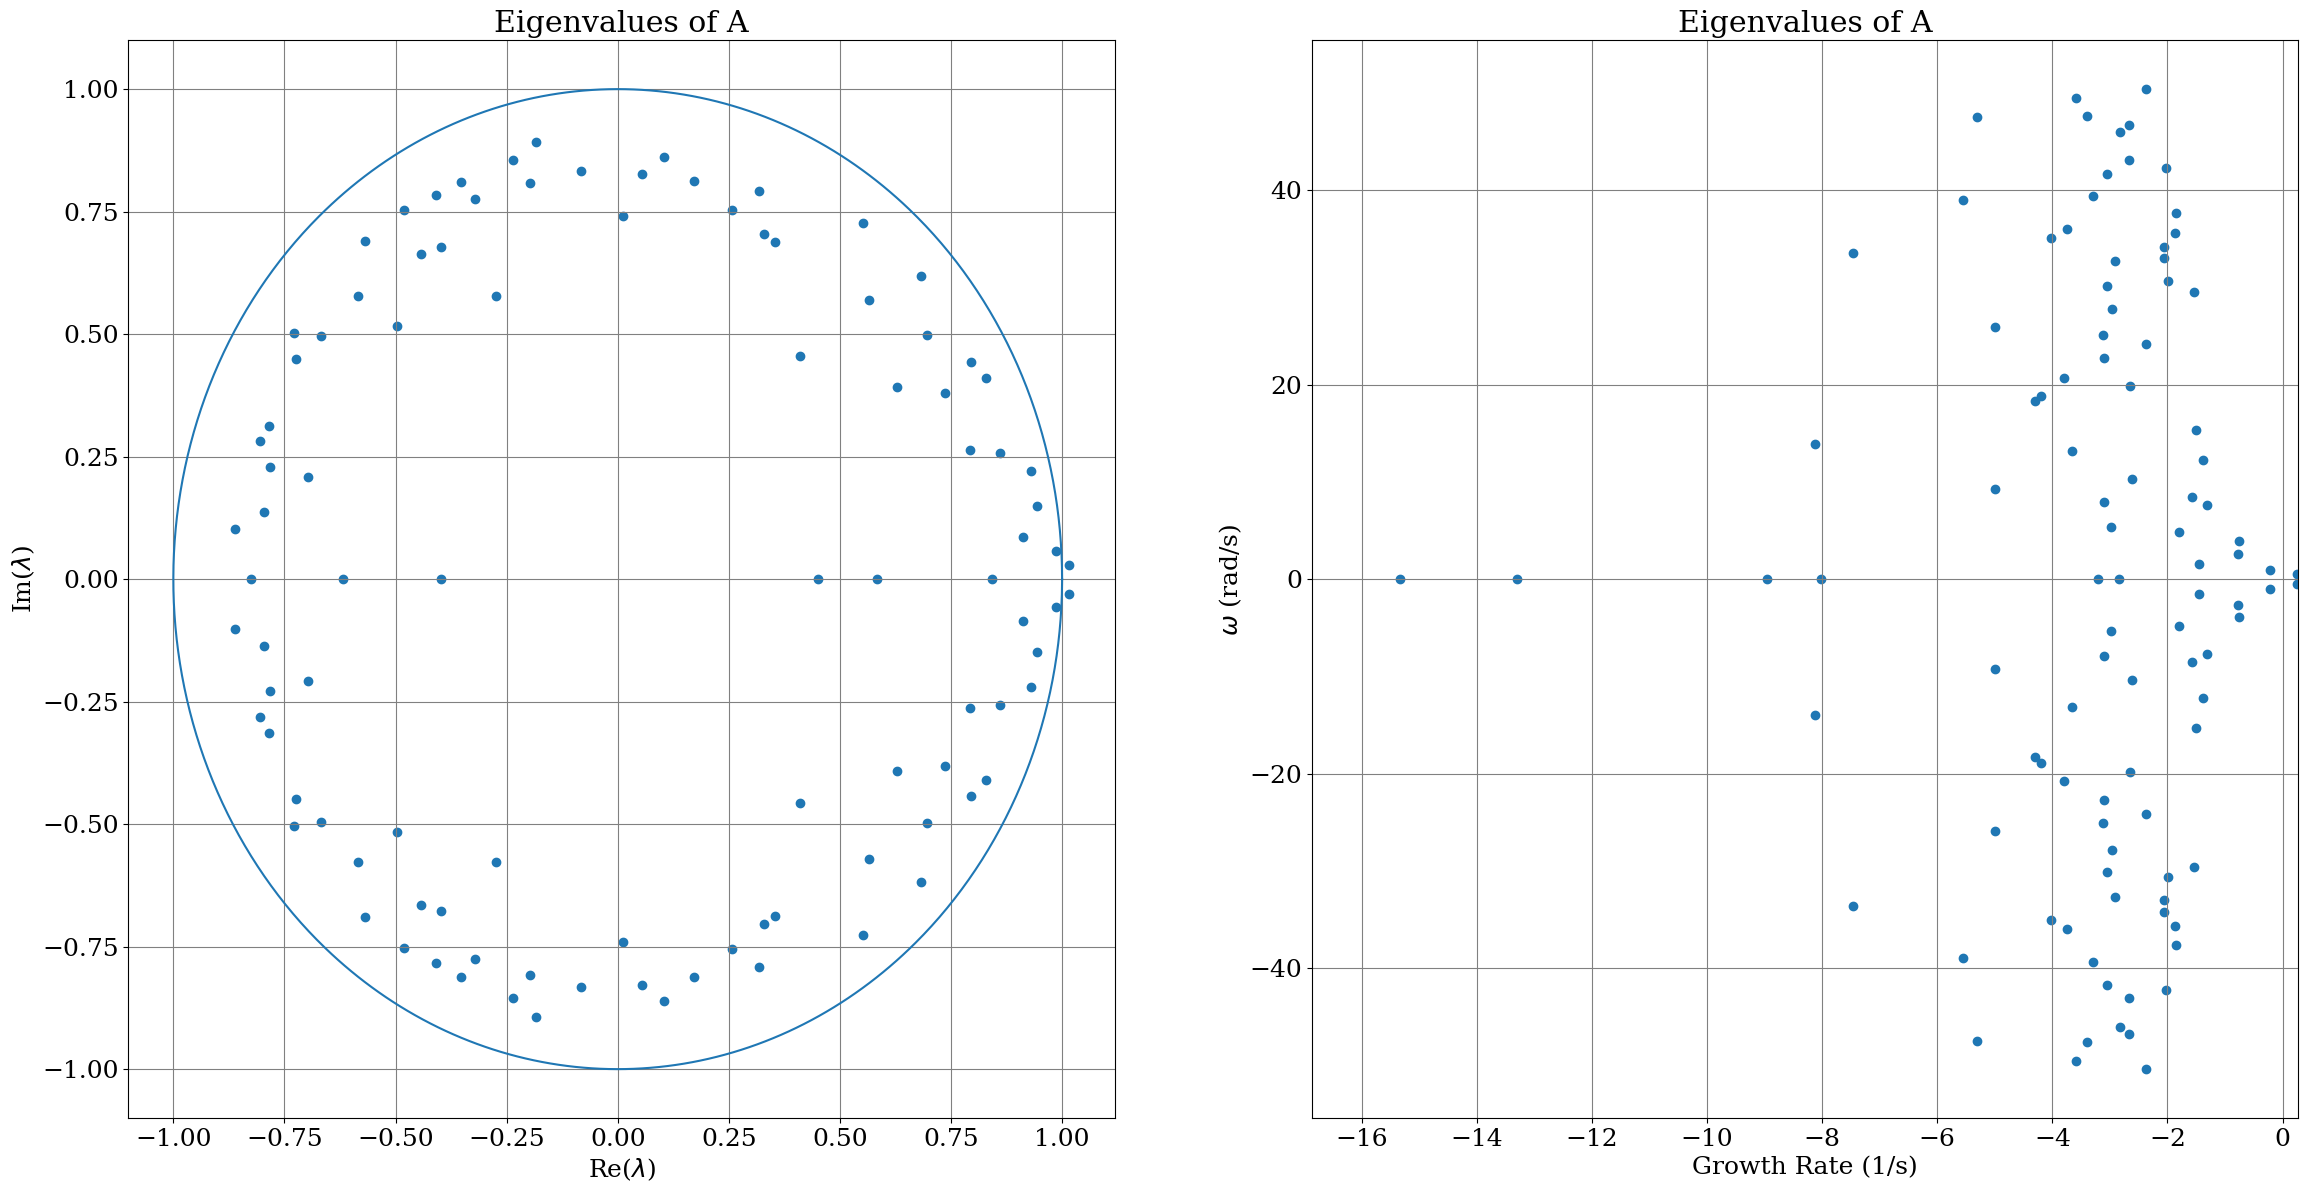 Eigenvalues of A
1.00
0.75
0.50
0.25
0.00
−0.25
−0.50
−0.75
−1.00
Im(λ)
−1.00 −0.75 −0.50 −0.25 0.00 0.25 0.50 0.75 1.00
Re(λ)
Eigenvalues of A
40
20
0
−20
−40
ω (rad/s)
−16 −14 −12 −10 −8 −6 −4 −2 0
Growth Rate (1/s)